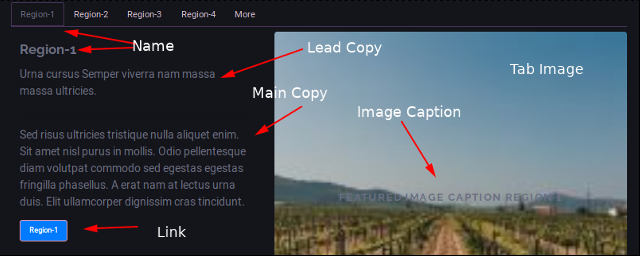 Region-1 Region-2 Region-3 Region-4 More
Region-1
Name
Lead Copy
Urna cursus Semper viverra nam massa
massa ultricies.
Tab Image
Main Copy
Image Caption
Sed risus ultricies tristique nulla aliquet enim.
Sit amet nisl purus in mollis. Odio pellentesque
diam volutpat commodo sed egestas egestas
fringilla phasellus. A erat nam at lectus urna
duis. Elit ullamcorper dignissim cras tincidunt.
FEATURED IMAGE CAPTION REGION 1
Region-1
Link